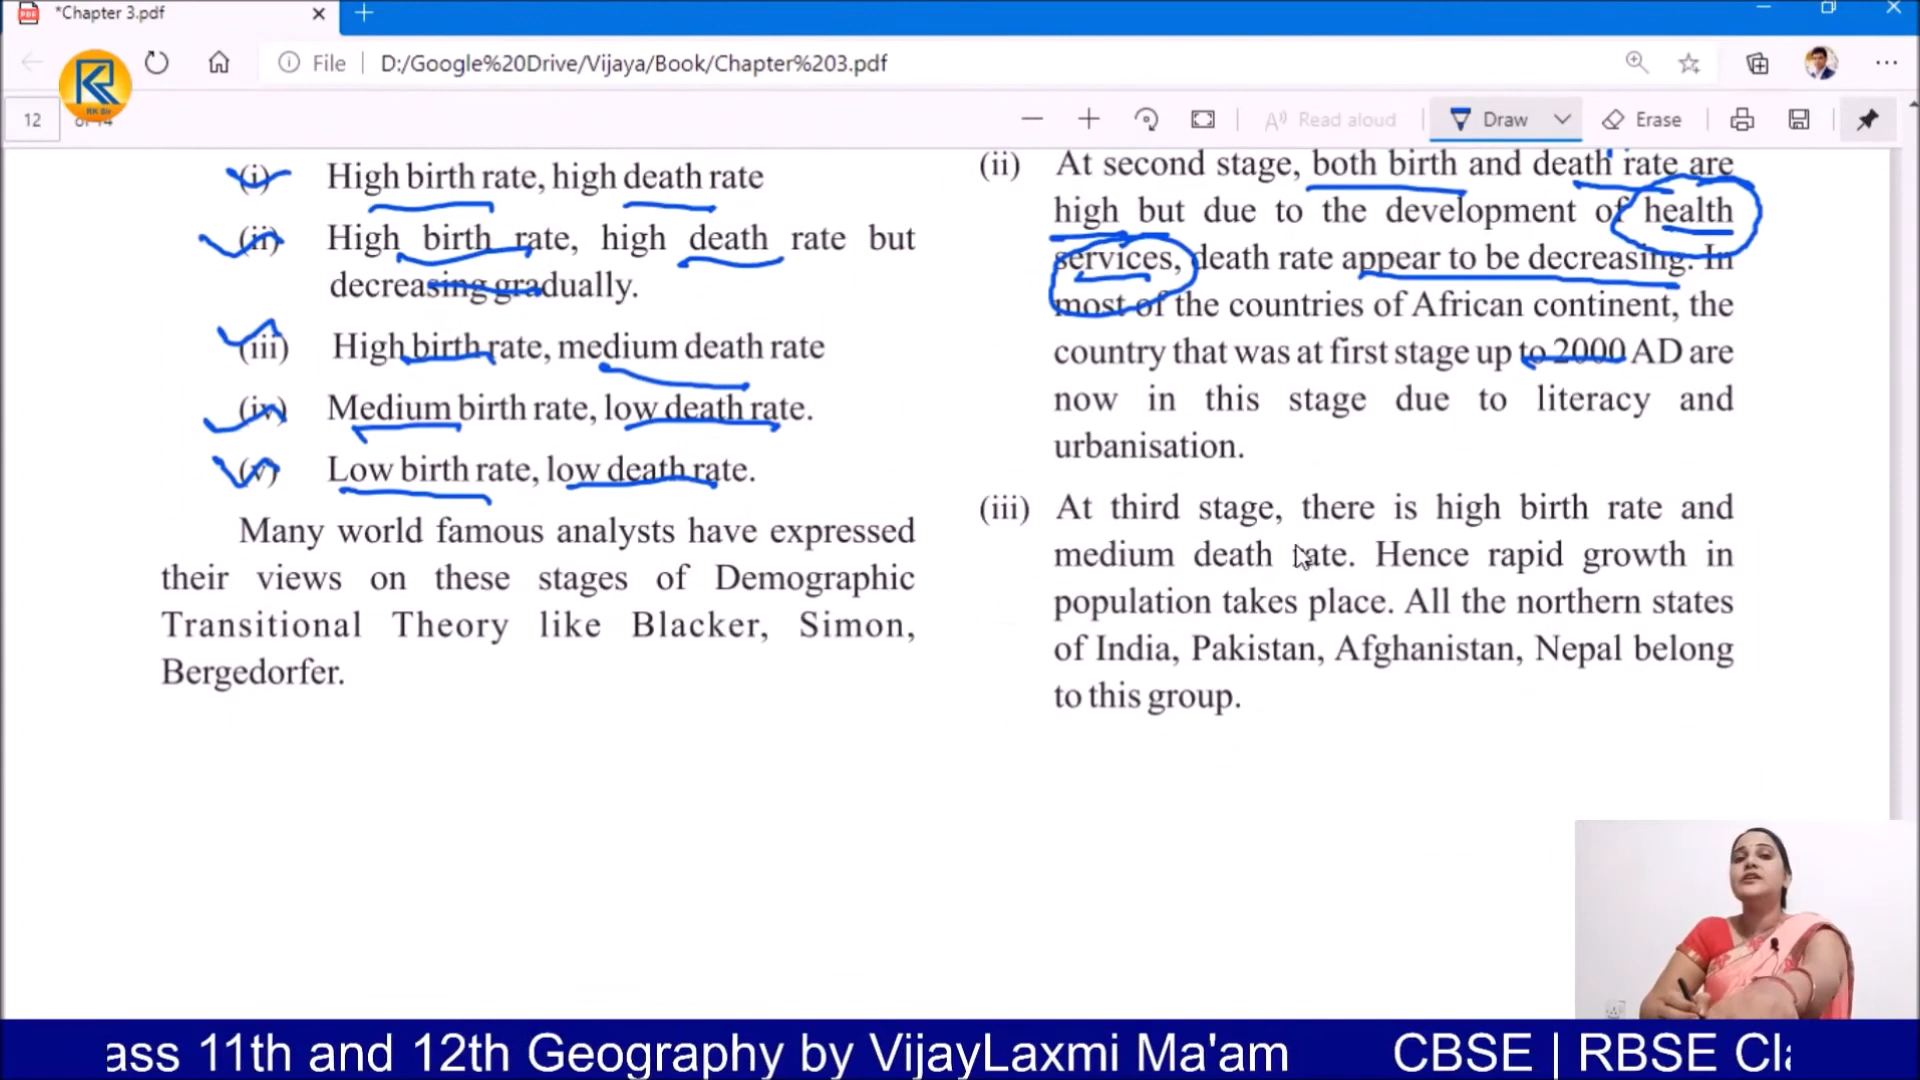 *Chapter 3.pdf
File
D:/Google%20Drive/Vijaya/Book/Chapter%203.pdf
RK Sir
12
of 14
Read aloud
Draw
Erase
(i) High birth rate, high death rate
(ii) High birth rate, high death rate but
decreasing gradually.
(iii) High birth rate, medium death rate
(iv) Medium birth rate, low death rate.
(v) Low birth rate, low death rate.
Many world famous analysts have expressed
their views on these stages of Demographic
Transitional Theory like Blacker, Simon,
Bergedorfer.
(ii) At second stage, both birth and death rate are
high but due to the development of health
services, death rate appear to be decreasing. In
most of the countries of African continent, the
country that was at first stage up to 2000 AD are
now in this stage due to literacy and
urbanisation.
(iii) At third stage, there is high birth rate and
medium death rate. Hence rapid growth in
population takes place. All the northern states
of India, Pakistan, Afghanistan, Nepal belong
to this group.
ass 11th and 12th Geography by VijayLaxmi Ma'am CBSE | RBSE Cla